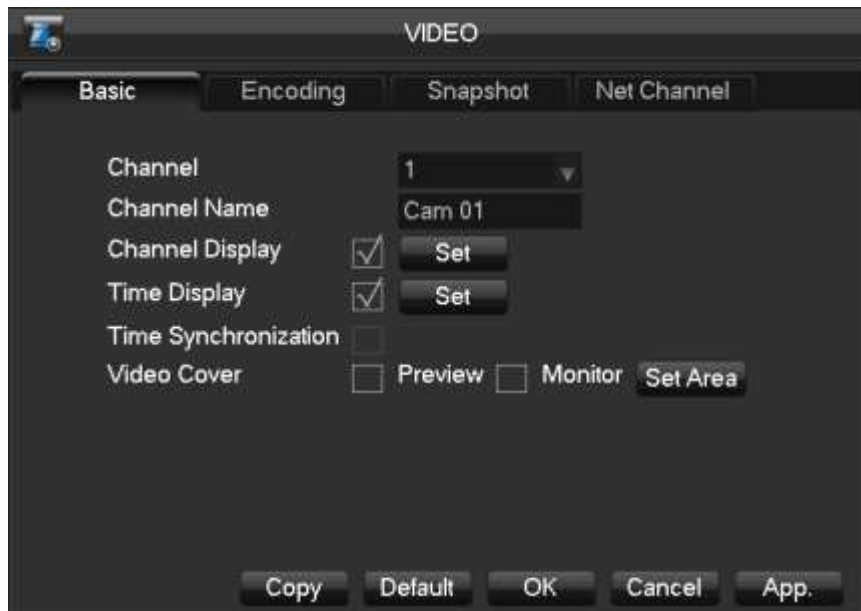 VIDEO
Basic Encoding Snapshot Net Channel
Channel 1
Channel Name Cam 01
Channel Display Set
Time Display Set
Time Synchronization
Video Cover Preview Monitor Set Area
Copy Default OK Cancel App.